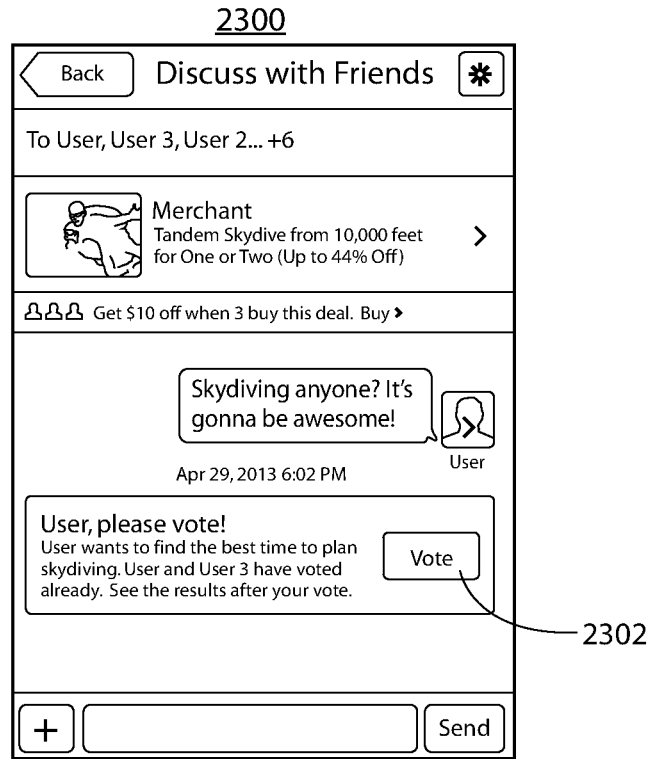 2300
Back
Discuss with Friends
To User, User 3, User 2... +6
Merchant
Tandem Skydive from 10,000 feet
for One or Two (Up to 44% Off)
Get $10 off when 3 buy this deal. Buy
Skydiving anyone? It's
gonna be awesome!
User
Apr 29, 2013 6:02 PM
User, please vote!
User wants to find the best time to plan
skydiving. User and User 3 have voted
already. See the results after your vote.
Vote
2302
+
Send